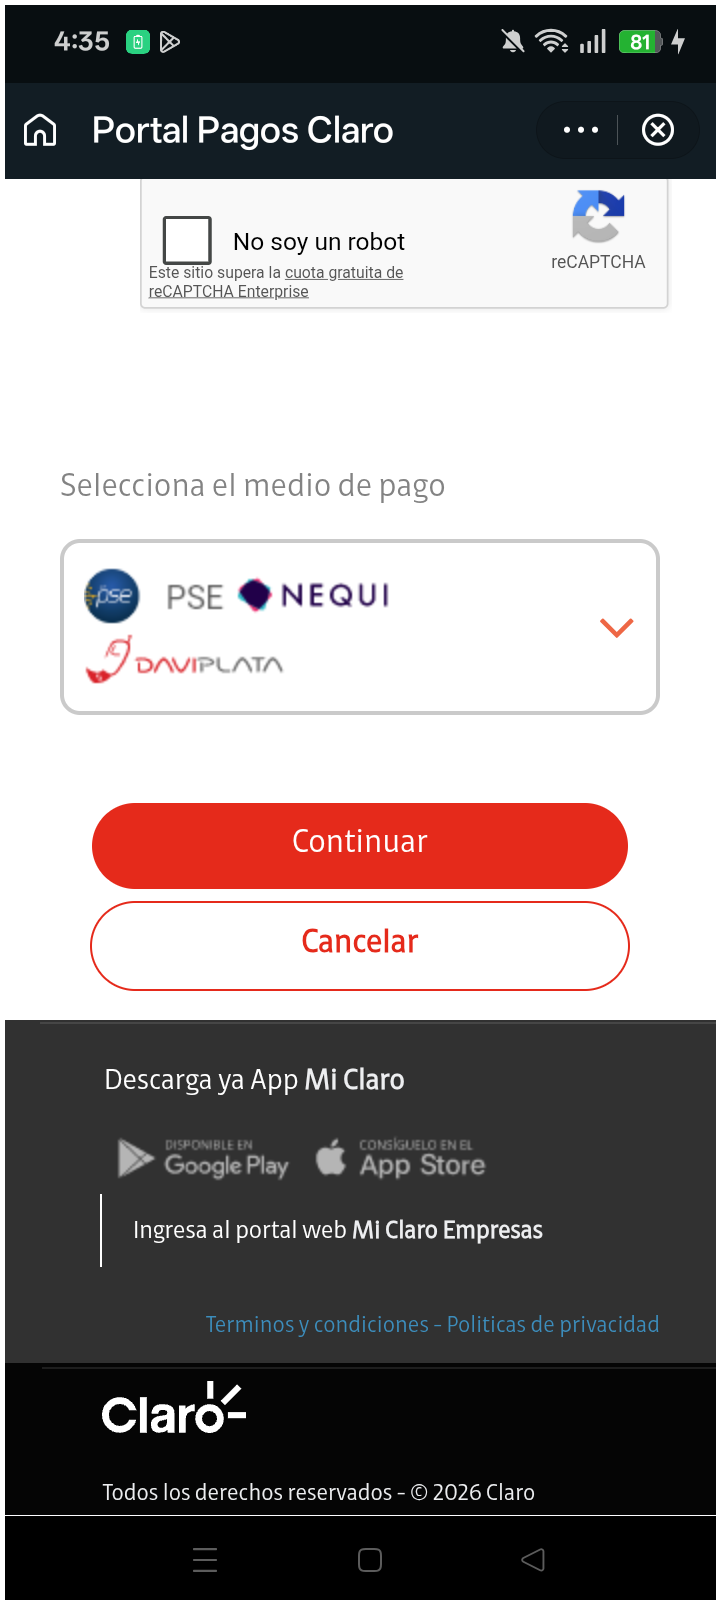 4:35
81
Portal Pagos Claro
No soy un robot
reCAPTCHA
Este sitio supera la cuota gratuita de
reCAPTCHA Enterprise
Selecciona el medio de pago
pse PSE NEQUI
DAVIPLATA
Continuar
Cancelar
Descarga ya App Mi Claro
DISPONIBLE EN
Google Play
CONSÍGUELO EN EL
App Store
Ingresa al portal web Mi Claro Empresas
Terminos y condiciones - Politicas de privacidad
Claro
Todos los derechos reservados - © 2026 Claro